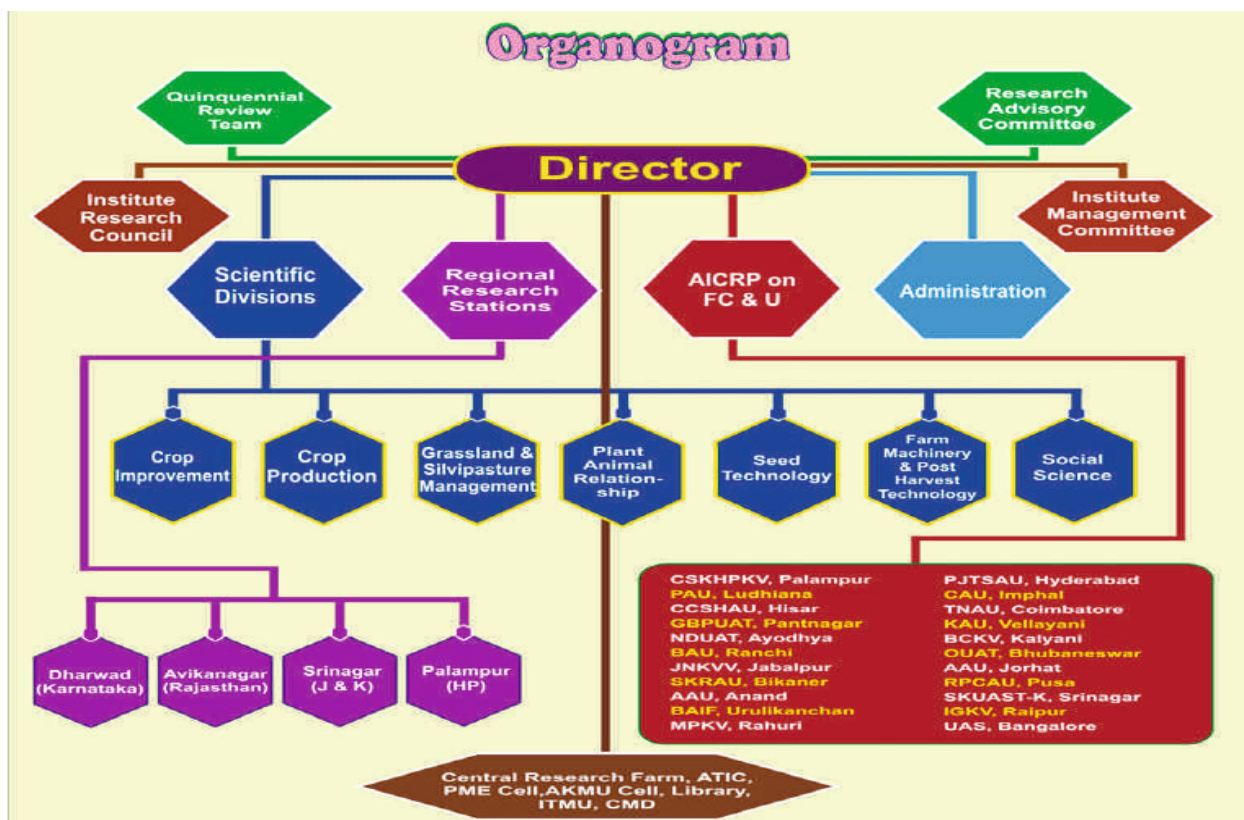 Organogram
Quinquennial
Review
Team
Research
Advisory
Committee
Director
Institute
Research
Council
Institute
Management
Committee
Scientific
Divisions
Regional
Research
Stations
AICRP on
FC & U
Administration
Crop
Improvement
Crop
Production
Grassland &
Silvipasture
Management
Plant
Animal
Relation-
ship
Seed
Technology
Farm
Machinery
& Post
Harvest
Technology
Social
Science
Dharwad
(Karnataka)
Avikanagar
(Rajasthan)
Srinagar
(J & K)
Palampur
(HP)
CSKHPKV, Palampur
PAU, Ludhiana
CCSHAU, Hisar
GBPUAT, Pantnagar
NDUAT, Ayodhya
BAU, Ranchi
JNKVV, Jabalpur
SKRAU, Bikaner
AAU, Anand
BAIF, Urulikanchan
MPKV, Rahuri
PJTSAU, Hyderabad
CAU, Imphal
TNAU, Coimbatore
KAU, Vellayani
BCKV, Kalyani
OUAT, Bhubaneswar
AAU, Jorhat
RPCAU, Pusa
SKUAST-K, Srinagar
IGKV, Raipur
UAS, Bangalore
Central Research Farm, ATIC,
PME Cell,AKMU Cell, Library,
ITMU, CMD